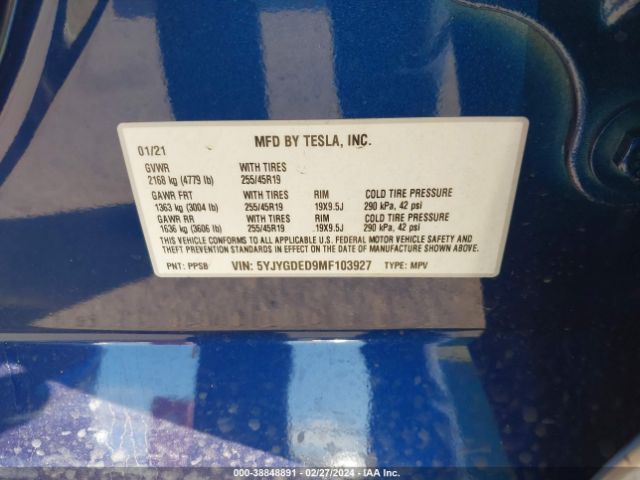 01/21 MFD BY TESLA, INC.
GVWR WITH TIRES
2168 kg (4779 lb) 255/45R19
GAWR FRT WITH TIRES RIM COLD TIRE PRESSURE
1363 kg (3004 lb) 255/45R19 19X9.5J 290 kPa, 42 psi
GAWR RR WITH TIRES RIM COLD TIRE PRESSURE
1636 kg (3606 lb) 255/45R19 19X9.5J 290 kPa, 42 psi
THIS VEHICLE CONFORMS TO ALL APPLICABLE U.S. FEDERAL MOTOR VEHICLE SAFETY AND
THEFT PREVENTION STANDARDS IN EFFECT ON THE DATE OF MANUFACTURE SHOWN ABOVE.
PNT: PPSB VIN: 5YJYGDED9MF103927 TYPE: MPV
000-38848891 - 02/27/2024 - IAA Inc.